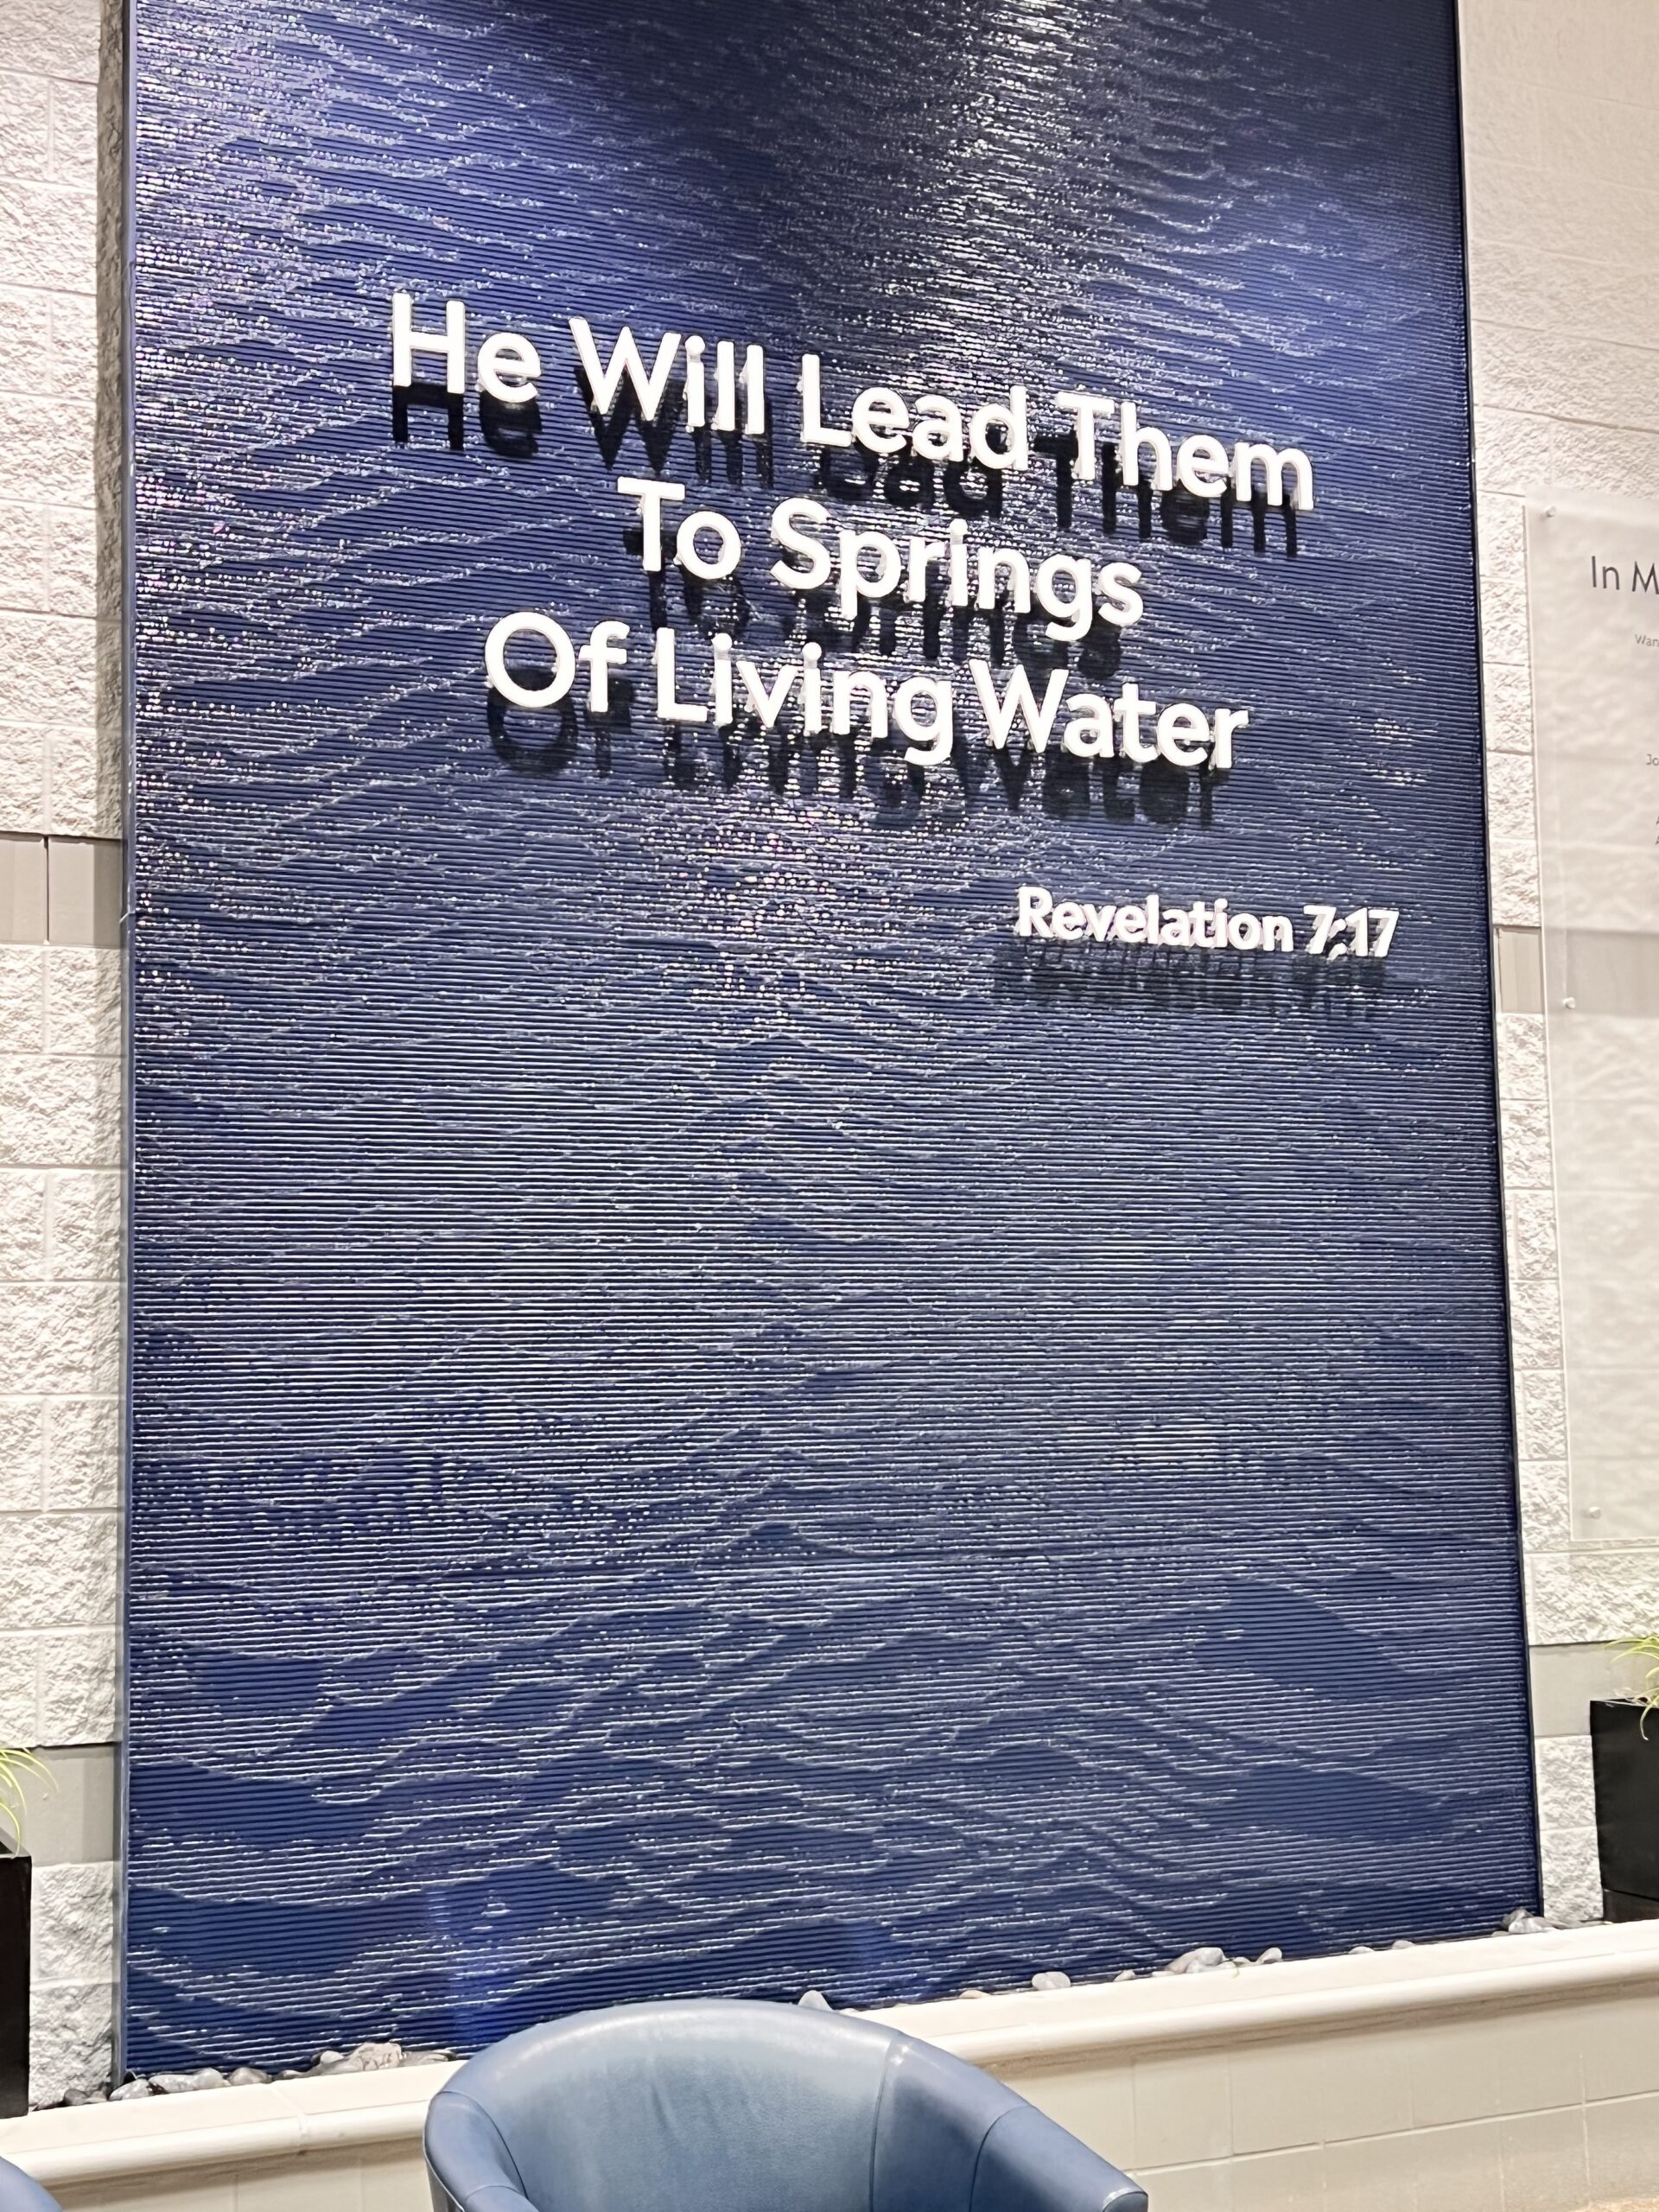 He Will Lead Them
To Springs
Of Living Water
Revelation 7;17
In